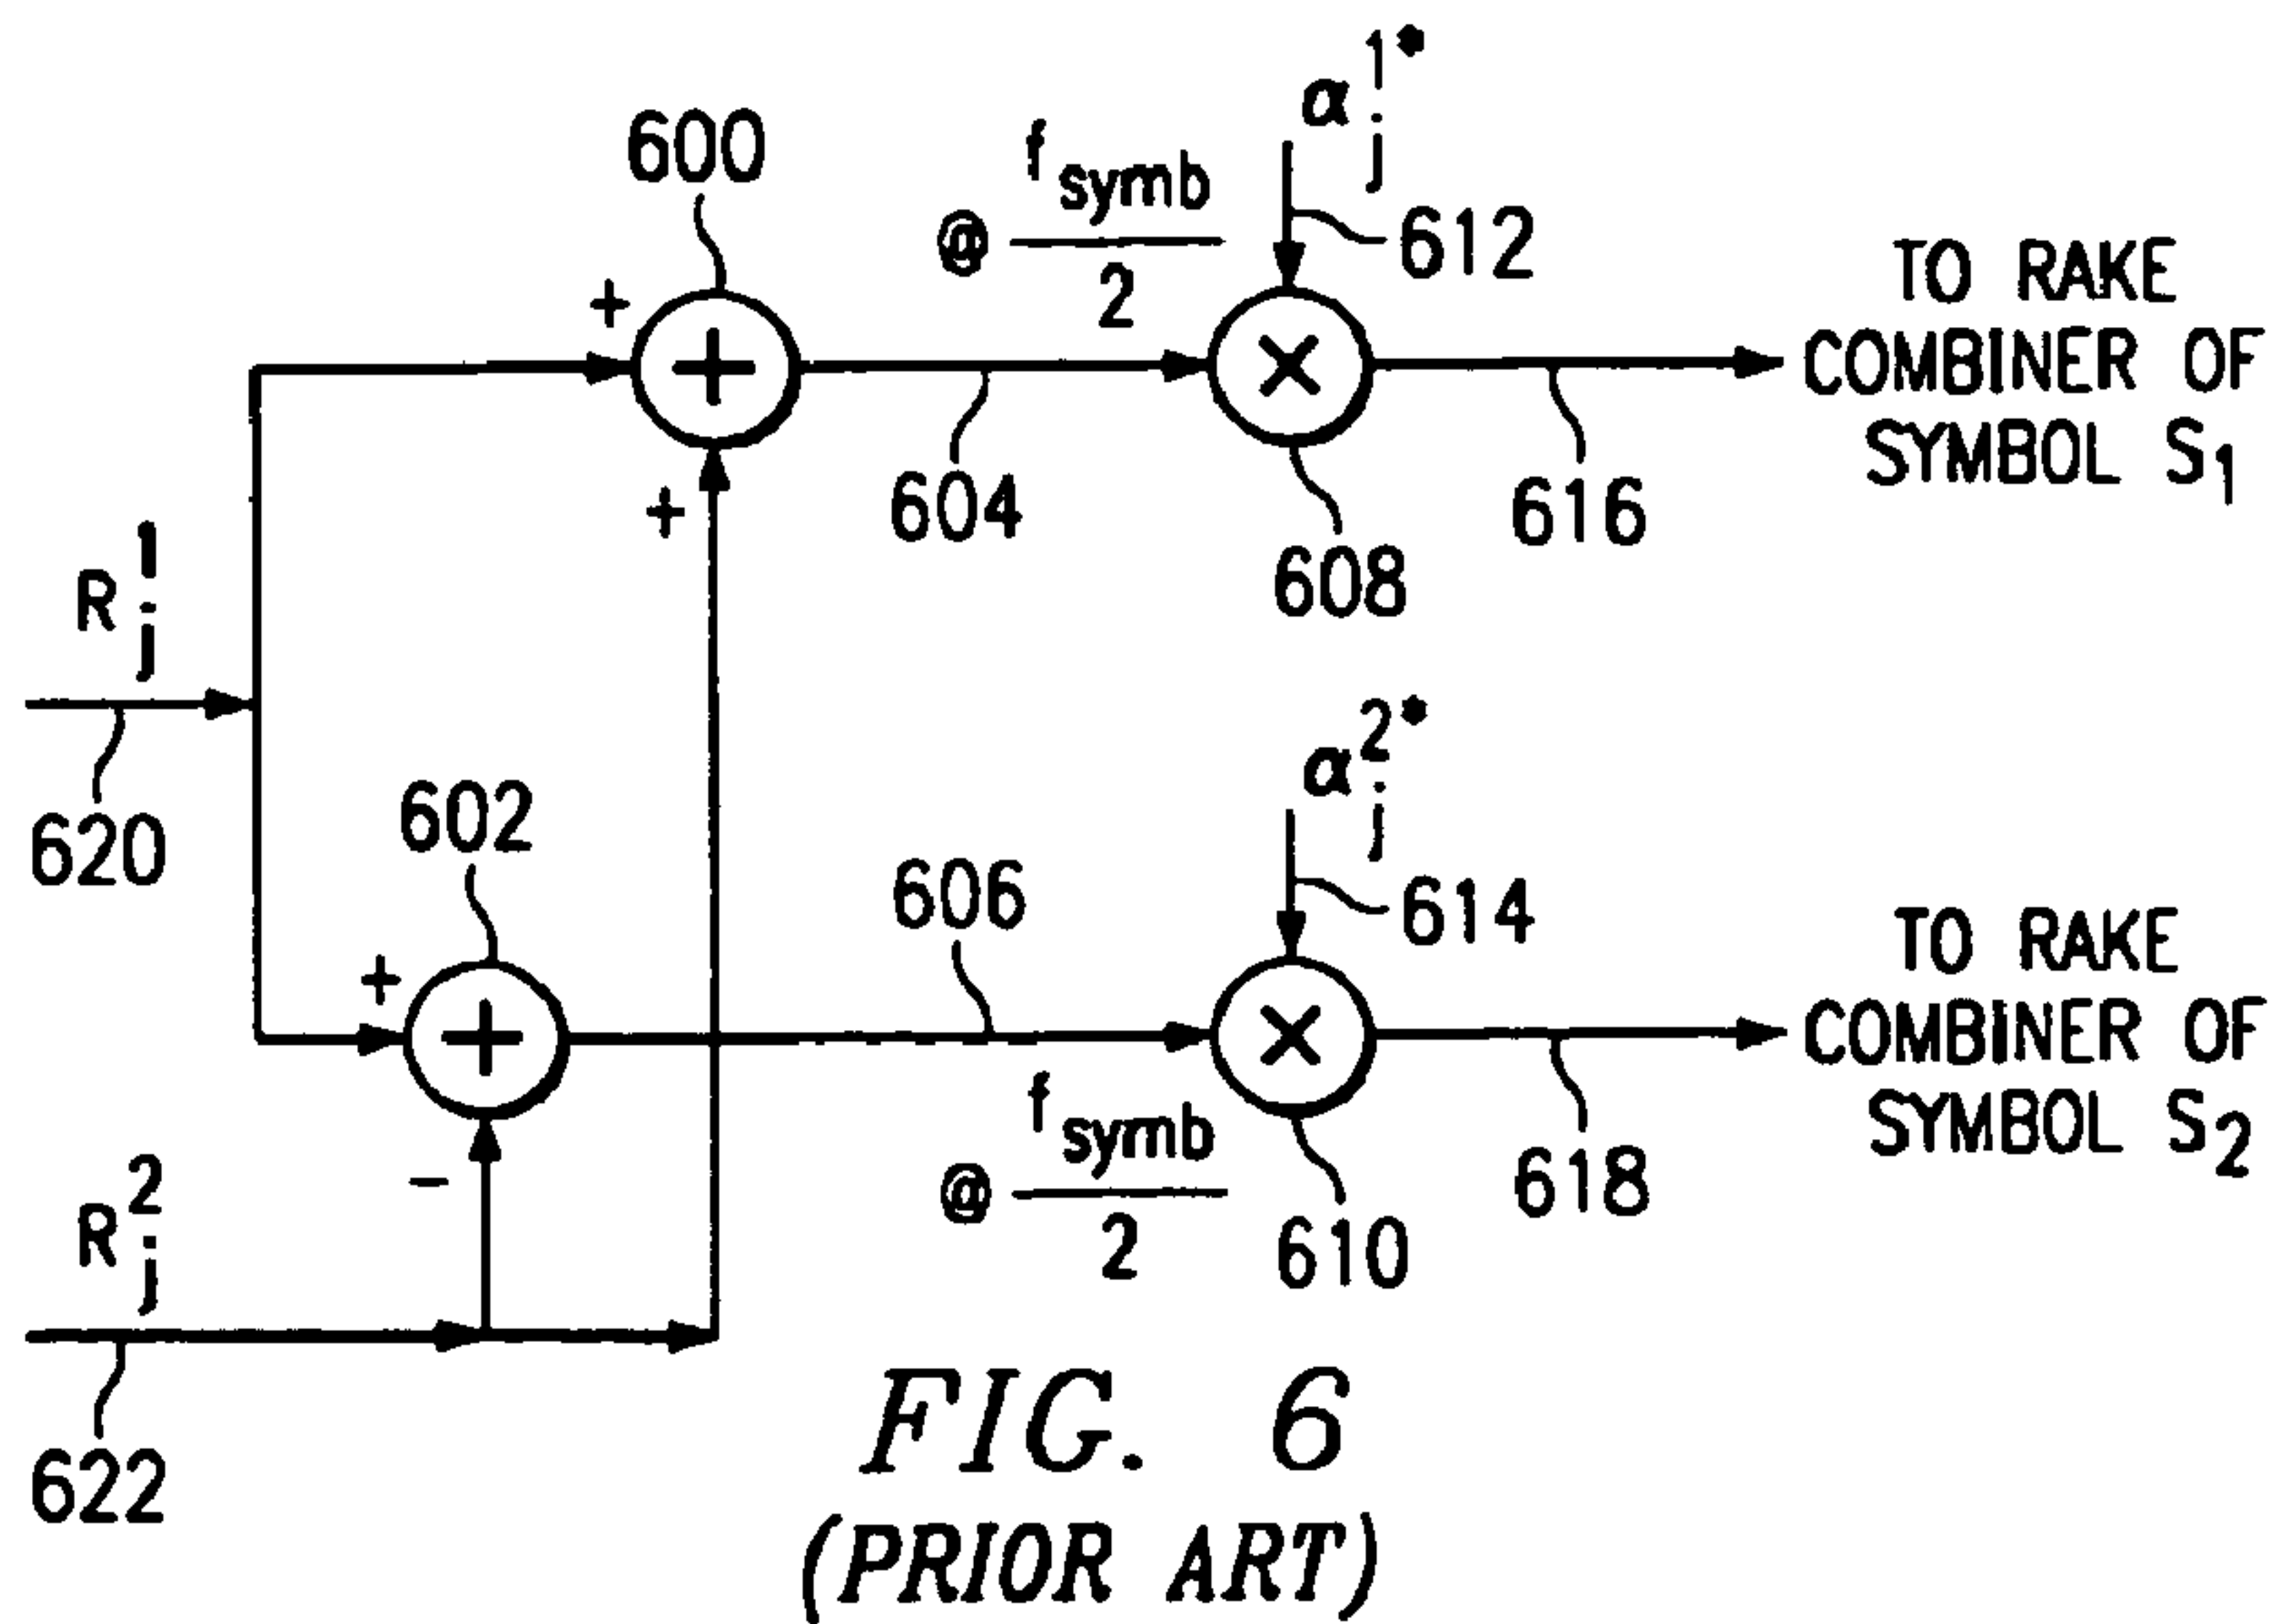 600
f symb
@ ―
2
α j 1*
612
+
+
+
×
TO RAKE
COMBINER OF
SYMBOL S1
604
608
616
R j 1
620
602
606
α j 2*
614
+
-
+
×
TO RAKE
COMBINER OF
SYMBOL S2
f symb
@ ―
2
610
618
R j 2
622
FIG. 6
(PRIOR ART)